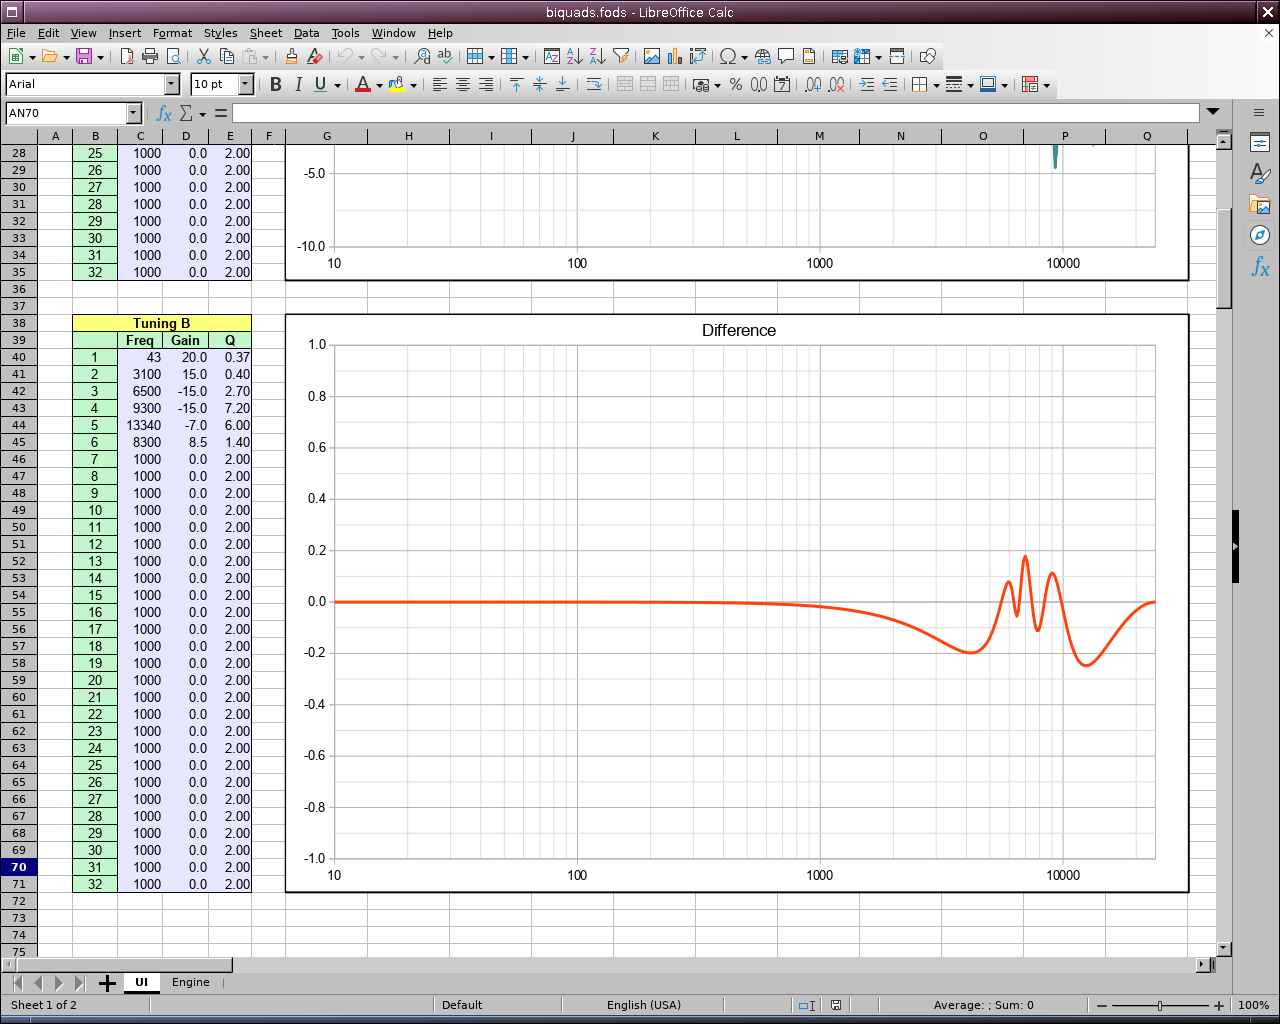 biquads.fods - LibreOffice Calc
File Edit View Insert Format Styles Sheet Data Tools Window Help
Arial 10 pt
AN70
A B C D E F G H I J K L M N O P Q
28 25 1000 0.0 2.00
29 26 1000 0.0 2.00 -5.0
30 27 1000 0.0 2.00
31 28 1000 0.0 2.00
32 29 1000 0.0 2.00
33 30 1000 0.0 2.00 -10.0
34 31 1000 0.0 2.00 10 100 1000 10000
35 32 1000 0.0 2.00
36
37
38 Tuning B Difference
39 Freq Gain Q 1.0
40 1 43 20.0 0.37
41 2 3100 15.0 0.40
42 3 6500 -15.0 2.70 0.8
43 4 9300 -15.0 7.20
44 5 13340 -7.0 6.00
45 6 8300 8.5 1.40 0.6
46 7 1000 0.0 2.00
47 8 1000 0.0 2.00
48 9 1000 0.0 2.00 0.4
49 10 1000 0.0 2.00
50 11 1000 0.0 2.00
51 12 1000 0.0 2.00 0.2
52 13 1000 0.0 2.00
53 14 1000 0.0 2.00
54 15 1000 0.0 2.00 0.0
55 16 1000 0.0 2.00
56 17 1000 0.0 2.00
57 18 1000 0.0 2.00 -0.2
58 19 1000 0.0 2.00
59 20 1000 0.0 2.00
60 21 1000 0.0 2.00 -0.4
61 22 1000 0.0 2.00
62 23 1000 0.0 2.00
63 24 1000 0.0 2.00 -0.6
64 25 1000 0.0 2.00
65 26 1000 0.0 2.00
66 27 1000 0.0 2.00 -0.8
67 28 1000 0.0 2.00
68 29 1000 0.0 2.00
69 30 1000 0.0 2.00 -1.0
70 31 1000 0.0 2.00
71 32 1000 0.0 2.00 10 100 1000 10000
72
73
74
75
UI Engine
Sheet 1 of 2 Default English (USA) Average: ; Sum: 0 100%